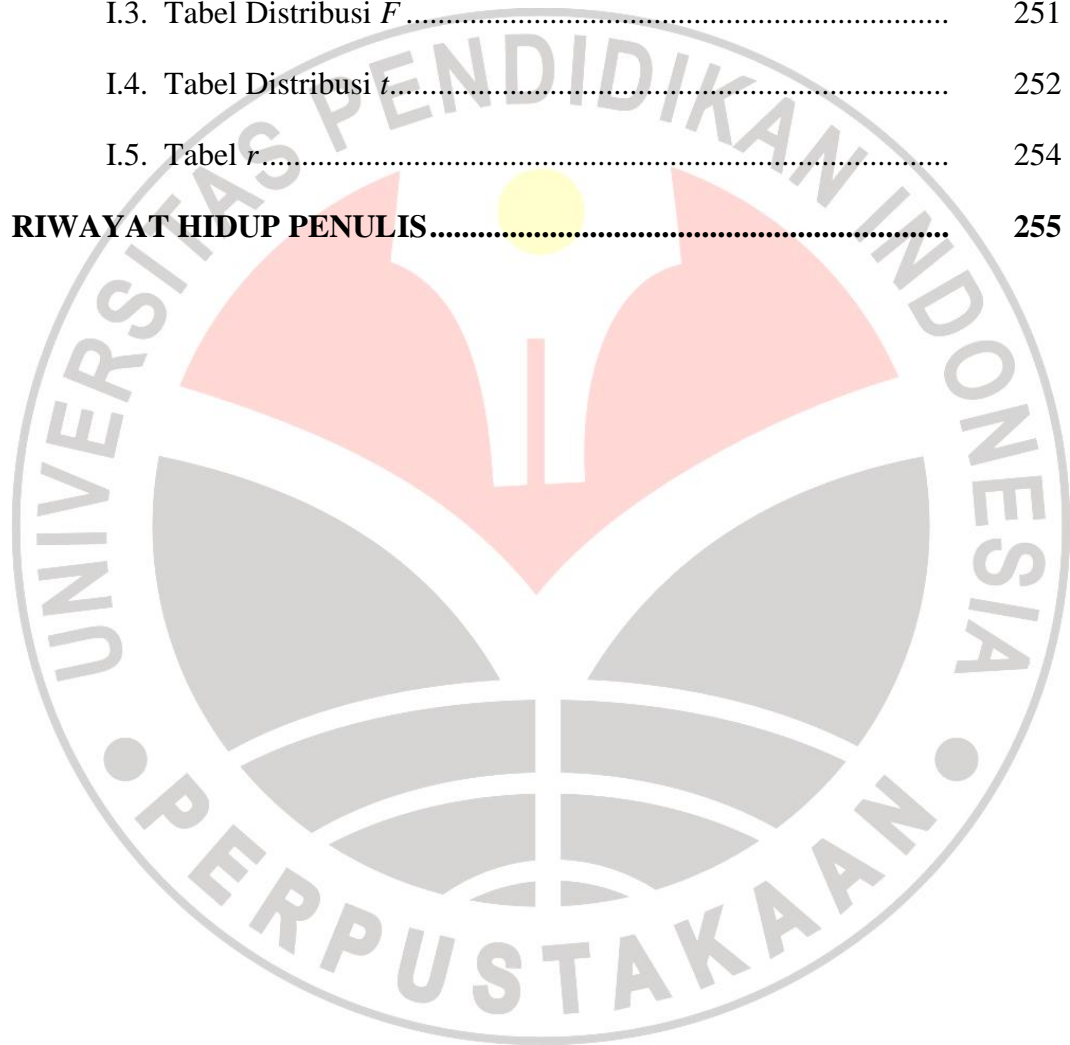 I.3. Tabel Distribusi F ........................................................................ 251
I.4. Tabel Distribusi t........................................................................ 252
I.5. Tabel r........................................................................................ 254
RIWAYAT HIDUP PENULIS................................................................. 255
UNIVERSITAS PENDIDIKAN INDONESIA
PERPUSTAKAAN